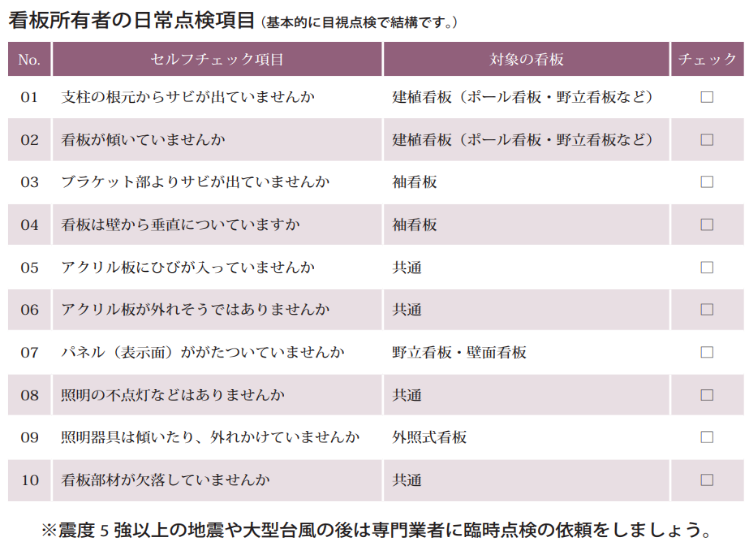 看板所有者の日常点検項目（基本的に目視点検で結構です。）
No. セルフチェック項目 対象の看板 チェック
01 支柱の根元からサビが出ていませんか 建植看板（ポール看板・野立看板など） □
02 看板が傾いていませんか 建植看板（ポール看板・野立看板など） □
03 ブラケット部よりサビが出ていませんか 袖看板 □
04 看板は壁から垂直についていますか 袖看板 □
05 アクリル板にひびが入っていませんか 共通 □
06 アクリル板が外れそうではありませんか 共通 □
07 パネル（表示面）ががたついていませんか 野立看板・壁面看板 □
08 照明の不点灯などはありませんか 共通 □
09 照明器具は傾いたり、外れかけていませんか 外照式看板 □
10 看板部材が欠落していませんか 共通 □
※震度 5 強以上の地震や大型台風の後は専門業者に臨時点検の依頼をしましょう。